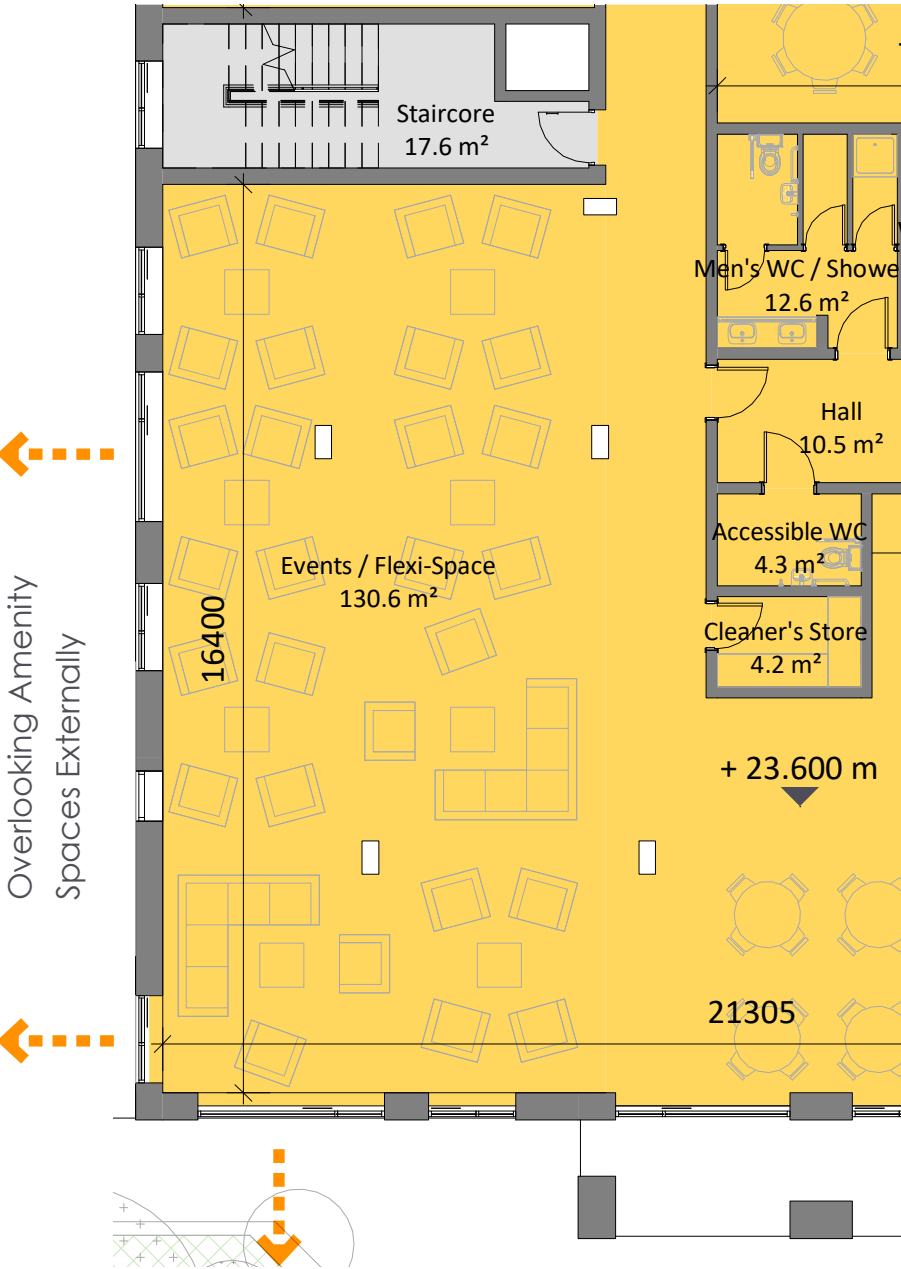 Staircore
17.6 m²
Men's WC / Showe
12.6 m²
Hall
10.5 m²
Accessible WC
4.3 m²
Events / Flexi-Space
130.6 m²
Cleaner's Store
4.2 m²
16400
Overlooking Amenity
Spaces Externally
+ 23.600 m
21305